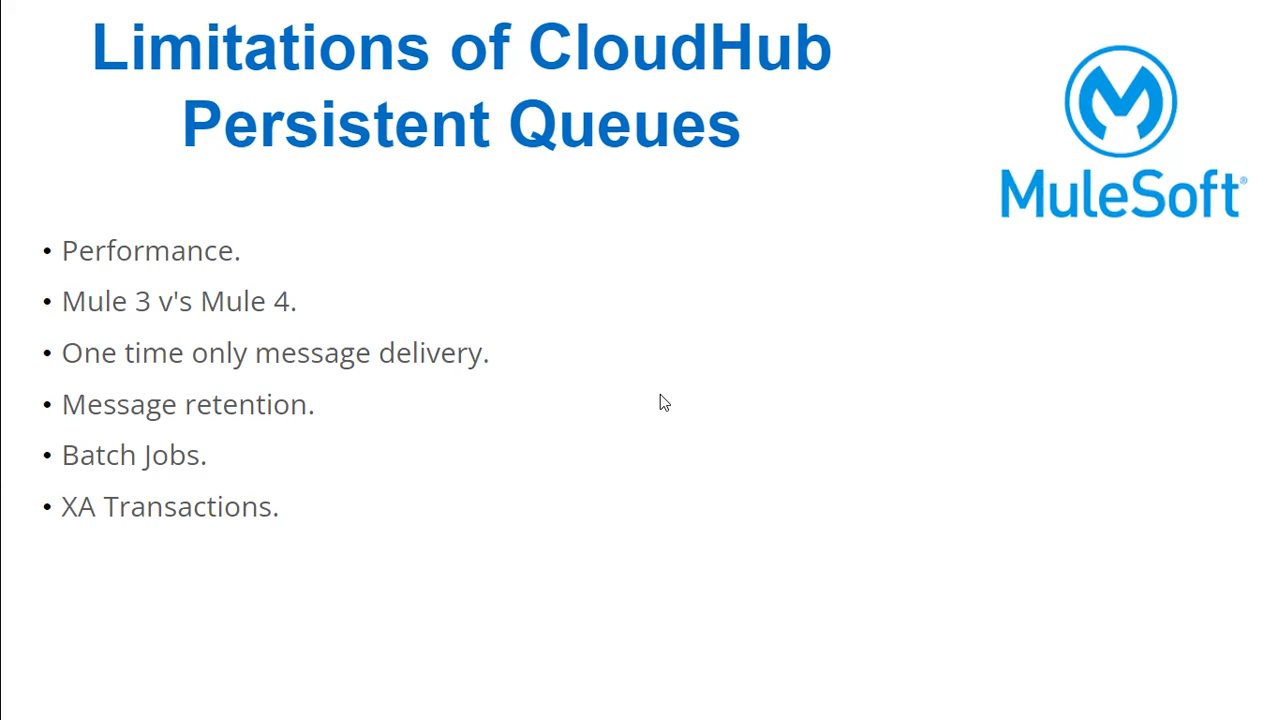 Limitations of CloudHub
Persistent Queues
MuleSoft®
• Performance.
• Mule 3 v's Mule 4.
• One time only message delivery.
• Message retention.
• Batch Jobs.
• XA Transactions.